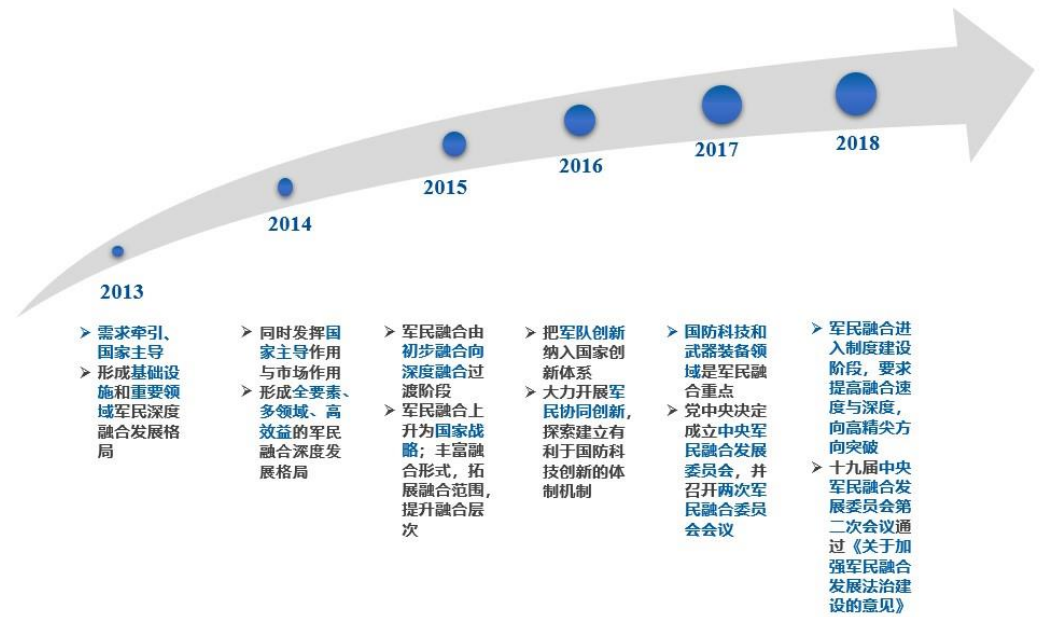 2013
2014
2015
2016
2017
2018
➢ 需求牵引、
国家主导
➢ 形成基础设
施和重要领
域军民深度
融合发展格
局
➢ 同时发挥国
家主导作用
与市场作用
➢ 形成全要素、
多领域、高
效益的军民
融合深度发
展格局
➢ 军民融合由
初步融合向
深度融合过
渡阶段
➢ 军民融合上
升为国家战
略；丰富融
合形式，拓
展融合范围，
提升融合层
次
➢ 把军队创新
纳入国家创
新体系
➢ 大力开展军
民协同创新，
探索建立有
利于国防科
技创新的体
制机制
➢ 国防科技和
武器装备领
域是军民融
合重点
➢ 党中央决定
成立中央军
民融合发展
委员会，并
召开两次军
民融合委员
会会议
➢ 军民融合进
入制度建设
阶段，要求
提高融合速
度与深度，
向高精尖方
向突破
➢ 十九届中央
军民融合发
展委员会第
二次会议通
过《关于加
强军民融合
发展法治建
设的意见》